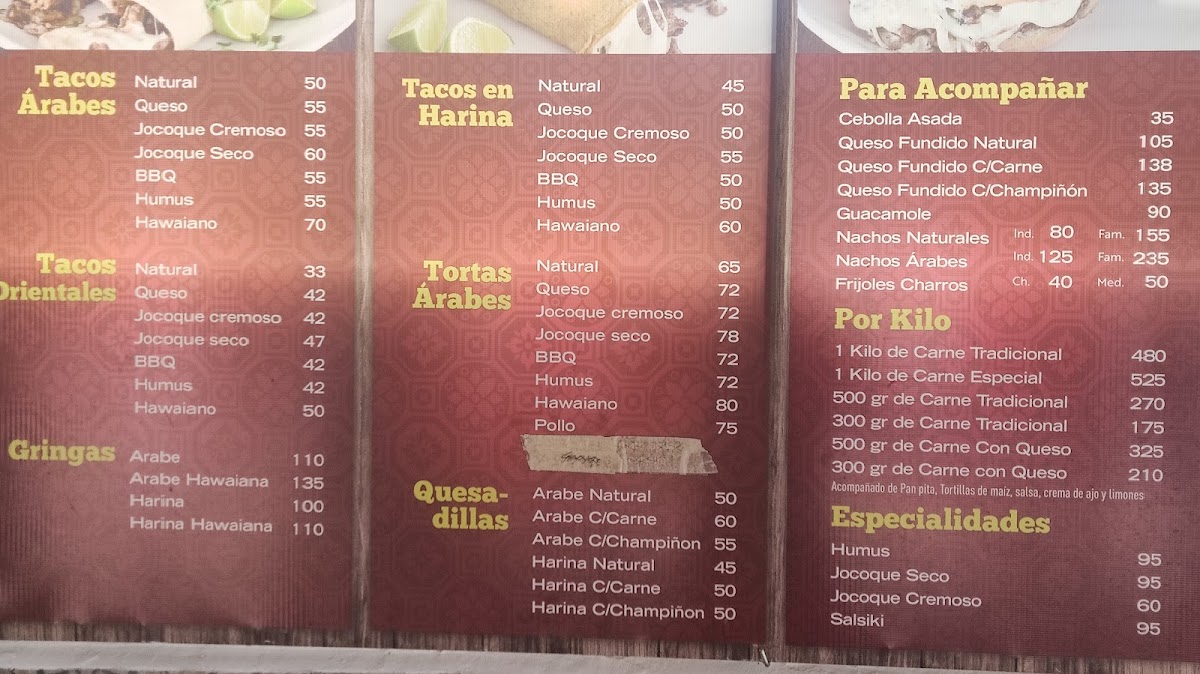 Tacos
Árabes
Natural 50
Queso 55
Jocoque Cremoso 55
Jocoque Seco 60
BBQ 55
Humus 55
Hawaiano 70
Tacos
Orientales
Natural 33
Queso 42
Jocoque cremoso 42
Jocoque seco 47
BBQ 42
Humus 42
Hawaiano 50
Gringas
Arabe 110
Arabe Hawaiana 135
Harina 100
Harina Hawaiana 110
Tacos en
Harina
Natural 45
Queso 50
Jocoque Cremoso 50
Jocoque Seco 55
BBQ 50
Humus 50
Hawaiano 60
Tortas
Árabes
Natural 65
Queso 72
Jocoque cremoso 72
Jocoque seco 78
BBQ 72
Humus 72
Hawaiano 80
Pollo 75
Quesa-
dillas
Arabe Natural 50
Arabe C/Carne 60
Arabe C/Champiñon 55
Harina Natural 45
Harina C/Carne 50
Harina C/Champiñon 50
Para Acompañar
Cebolla Asada 35
Queso Fundido Natural 105
Queso Fundido C/Carne 138
Queso Fundido C/Champiñón 135
Guacamole 90
Nachos Naturales Ind. 80 Fam. 155
Nachos Árabes Ind. 125 Fam. 235
Frijoles Charros Ch. 40 Med. 50
Por Kilo
1 Kilo de Carne Tradicional 480
1 Kilo de Carne Especial 525
500 gr de Carne Tradicional 270
300 gr de Carne Tradicional 175
500 gr de Carne Con Queso 325
300 gr de Carne con Queso 210
Acompañado de Pan pita, Tortillas de maíz, salsa, crema de ajo y limones
Especialidades
Humus 95
Jocoque Seco 95
Jocoque Cremoso 60
Salsiki 95